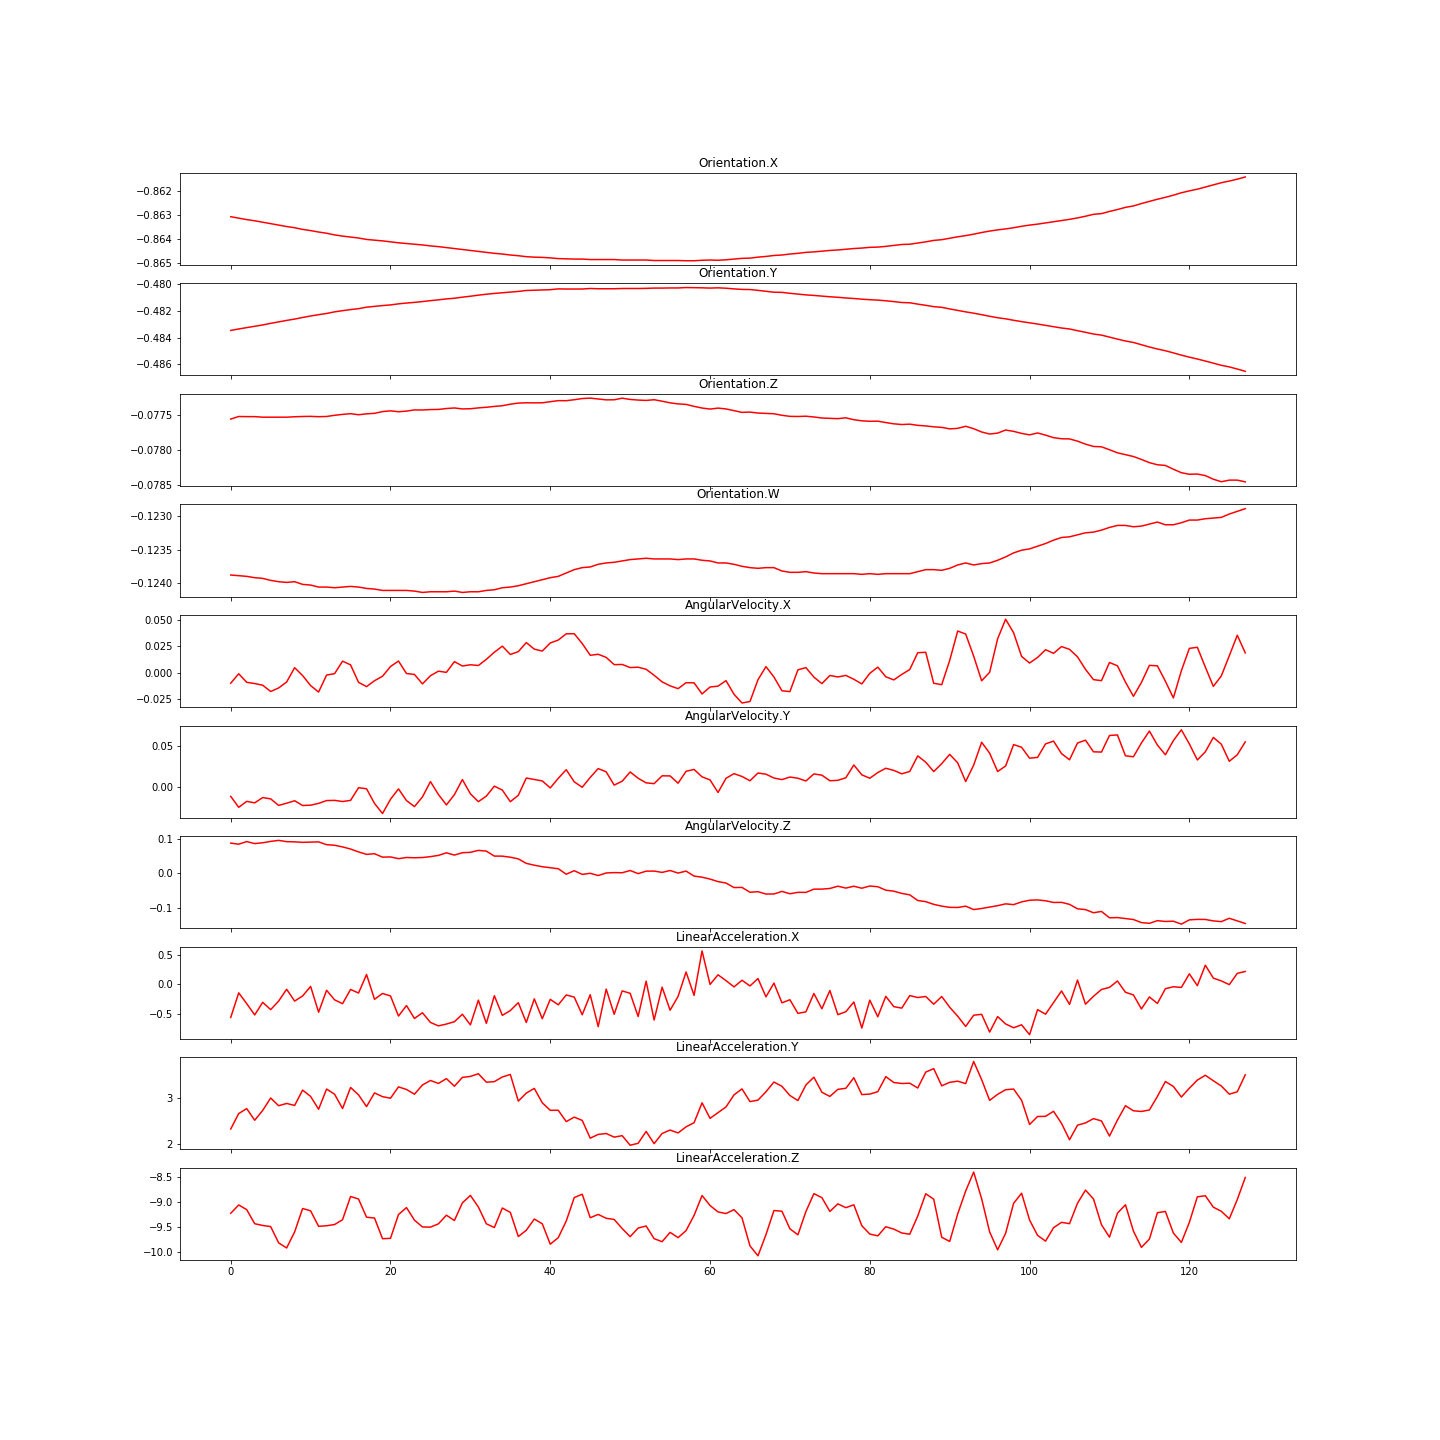 Orientation.X
−0.862
−0.863
−0.864
−0.865
Orientation.Y
−0.480
−0.482
−0.484
−0.486
Orientation.Z
−0.0775
−0.0780
−0.0785
Orientation.W
−0.1230
−0.1235
−0.1240
AngularVelocity.X
0.050
0.025
0.000
−0.025
AngularVelocity.Y
0.05
0.00
AngularVelocity.Z
0.1
0.0
−0.1
LinearAcceleration.X
0.5
0.0
−0.5
LinearAcceleration.Y
3
2
LinearAcceleration.Z
−8.5
−9.0
−9.5
−10.0
0 20 40 60 80 100 120